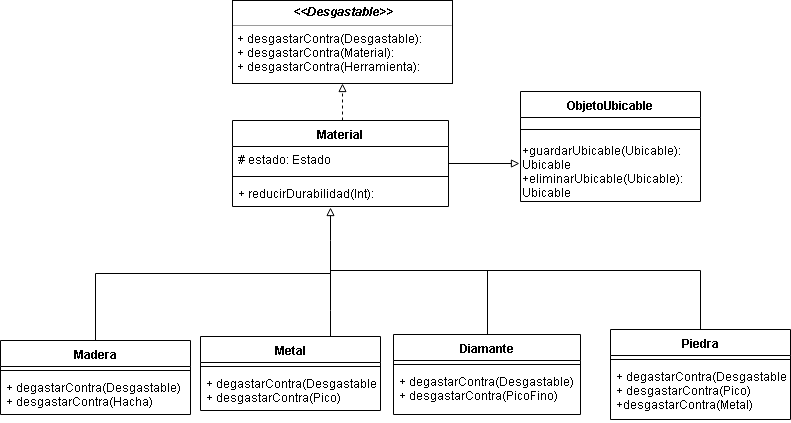 <<Desgastable>>
+ desgastarContra(Desgastable):
+ desgastarContra(Material):
+ desgastarContra(Herramienta):
ObjetoUbicable
+guardarUbicable(Ubicable):
Ubicable
+eliminarUbicable(Ubicable):
Ubicable
Material
# estado: Estado
+ reducirDurabilidad(Int):
Madera
+ degastarContra(Desgastable)
+ desgastarContra(Hacha)
Metal
+ degastarContra(Desgastable
+ desgastarContra(Pico)
Diamante
+ degastarContra(Desgastable)
+ desgastarContra(PicoFino)
Piedra
+ degastarContra(Desgastable
+ desgastarContra(Pico)
+desgastarContra(Metal)